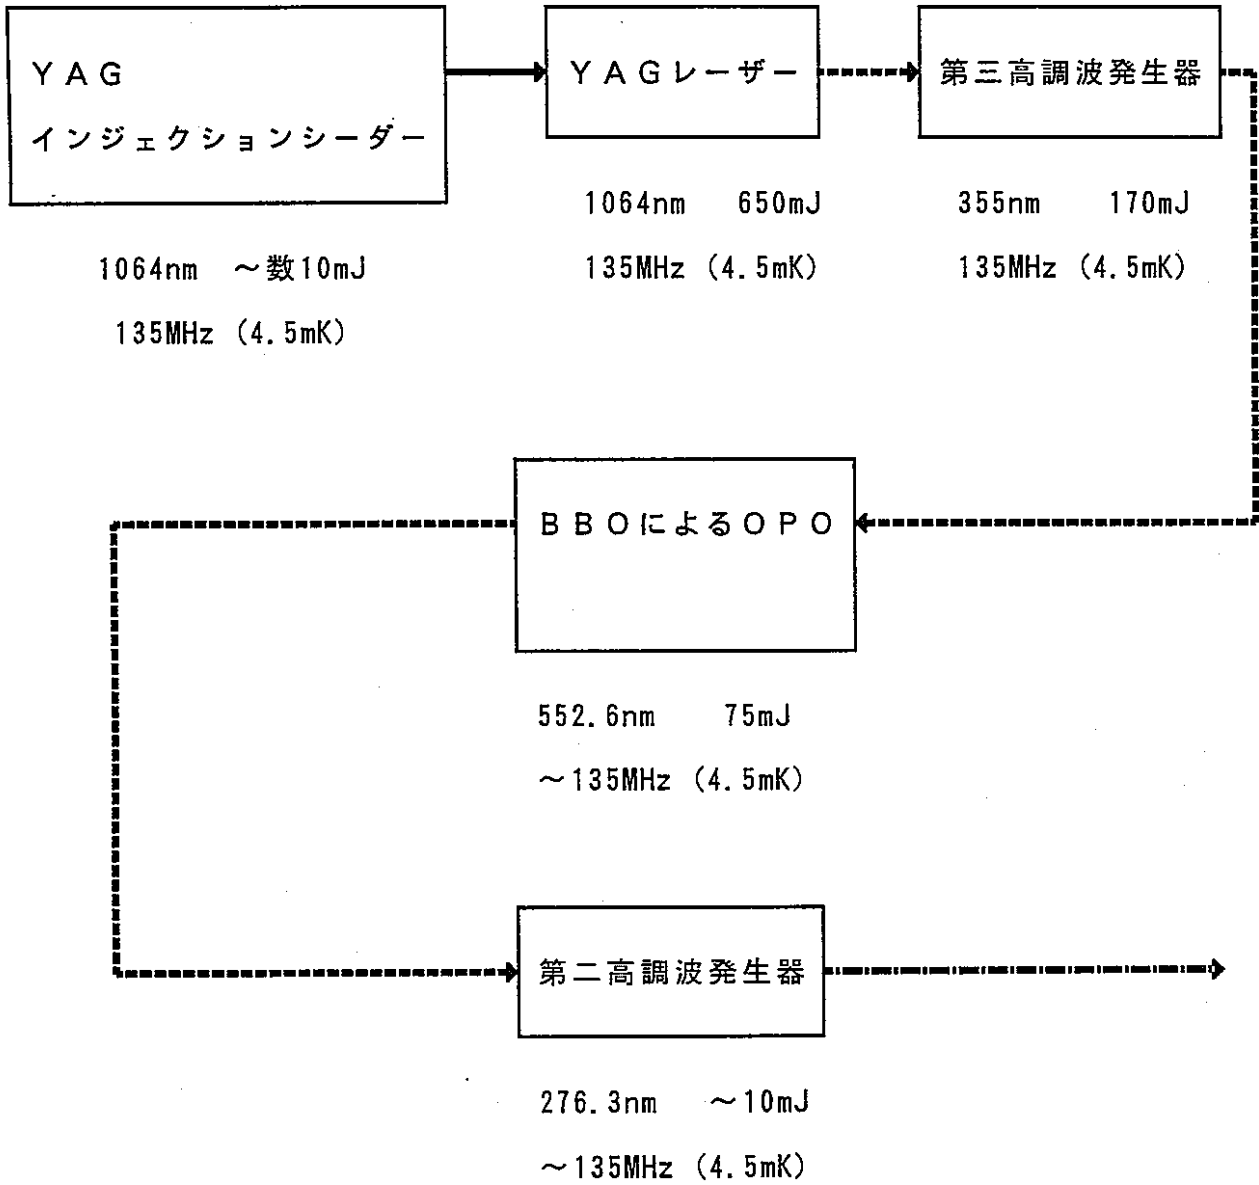 YAG
インジェクションシーダー
1064nm ～数10mJ
135MHz (4.5mK)
YAGレーザー
1064nm 650mJ
135MHz (4.5mK)
第三高調波発生器
355nm 170mJ
135MHz (4.5mK)
BBOによるOPO
552.6nm 75mJ
～135MHz (4.5mK)
第二高調波発生器
276.3nm ～10mJ
～135MHz (4.5mK)